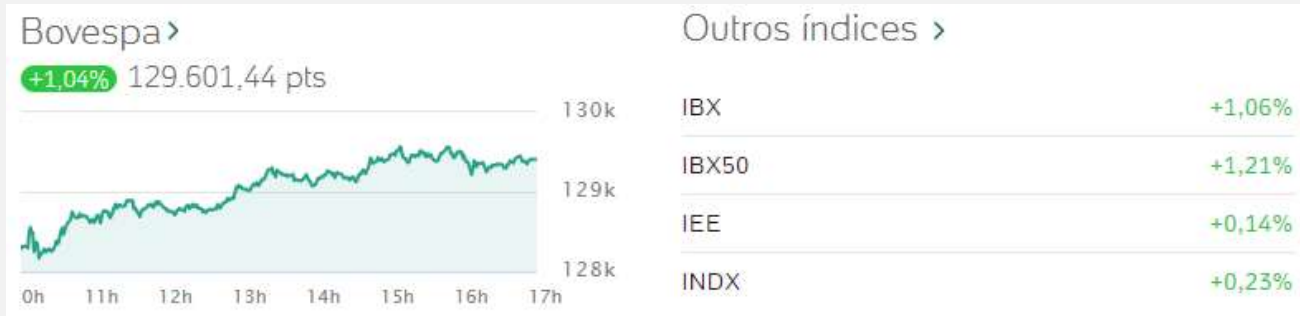 Bovespa >
+1,04% 129.601,44 pts
130k
129k
128k
0h 11h 12h 13h 14h 15h 16h 17h
Outros índices >
IBX +1,06%
IBX50 +1,21%
IEE +0,14%
INDX +0,23%